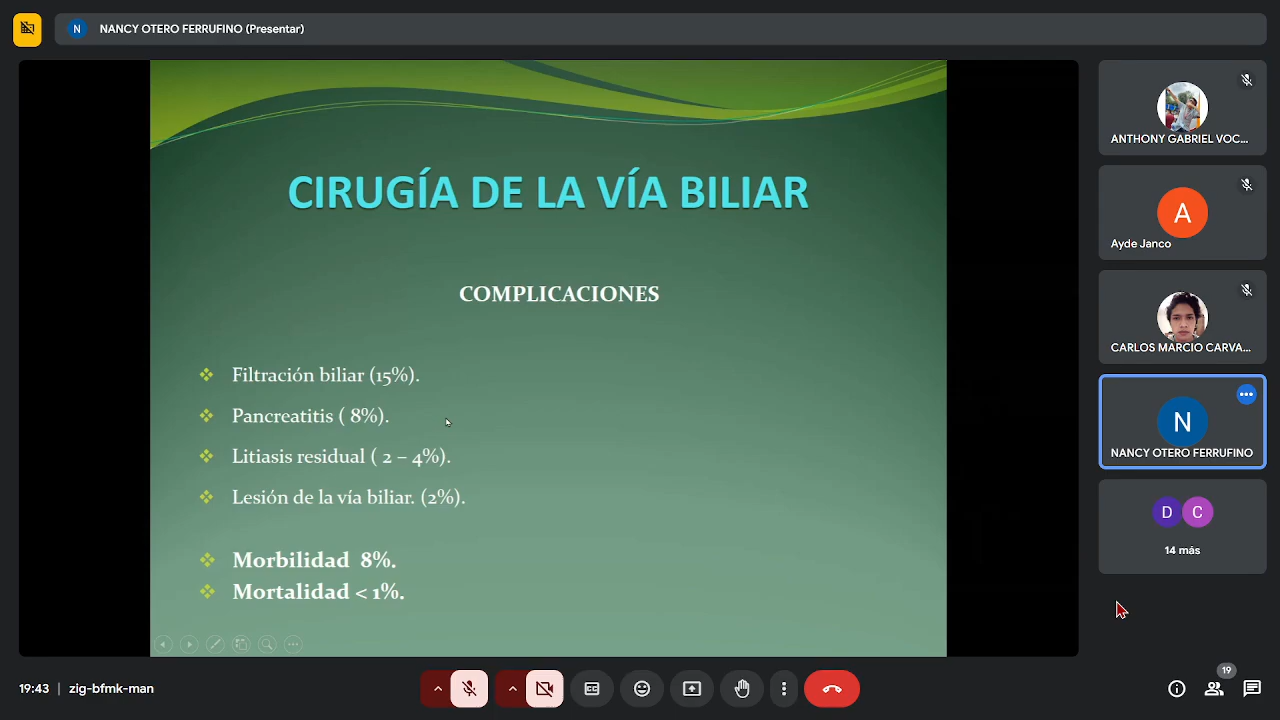 N NANCY OTERO FERRUFINO (Presentar)
CIRUGÍA DE LA VÍA BILIAR
COMPLICACIONES
Filtración biliar (15%).
Pancreatitis ( 8%).
Litiasis residual ( 2 – 4%).
Lesión de la vía biliar. (2%).
Morbilidad 8%.
Mortalidad < 1%.
ANTHONY GABRIEL VOC...
A
Ayde Janco
CARLOS MARCIO CARVA...
N
NANCY OTERO FERRUFINO
D C
14 más
19:43 | zig-bfmk-man
19